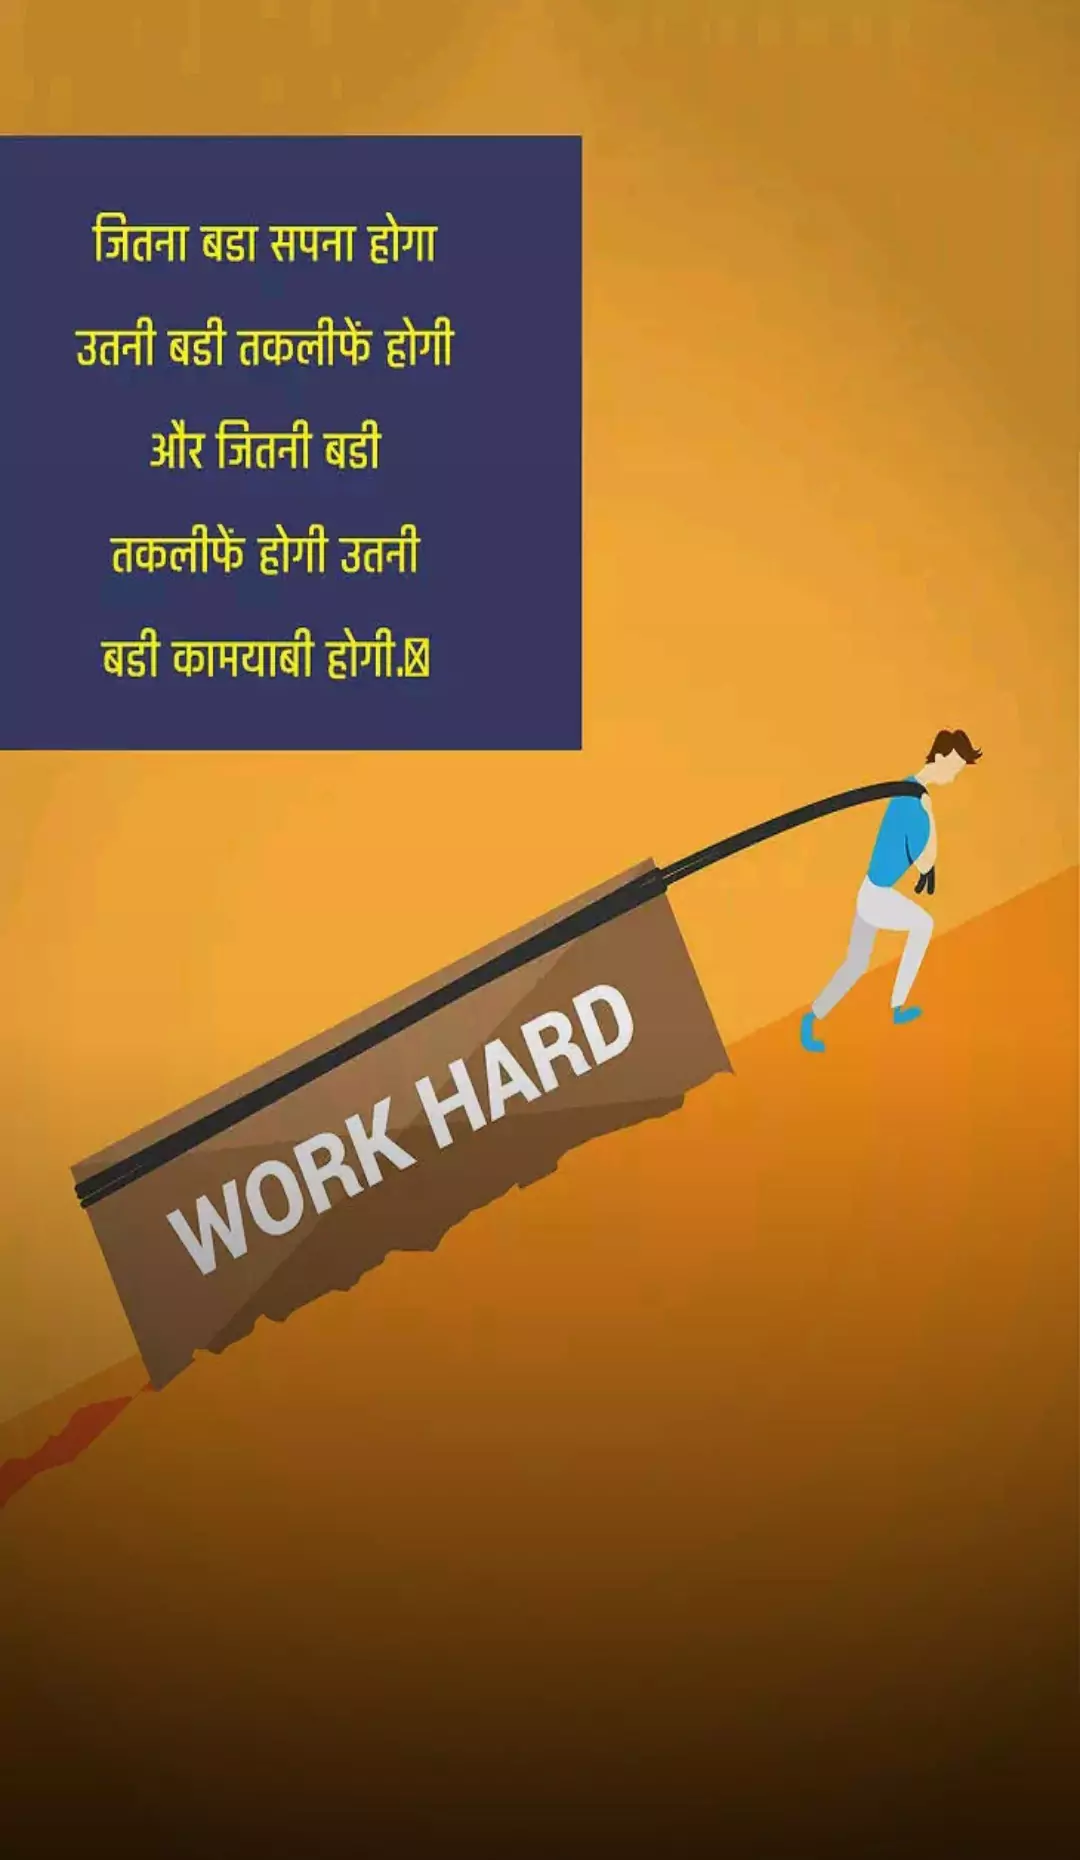 जितना बडा सपना होगा
उतनी बडी तकलीफें होगी
और जितनी बडी
तकलीफें होगी उतनी
बडी कामयाबी होगी.
WORK HARD